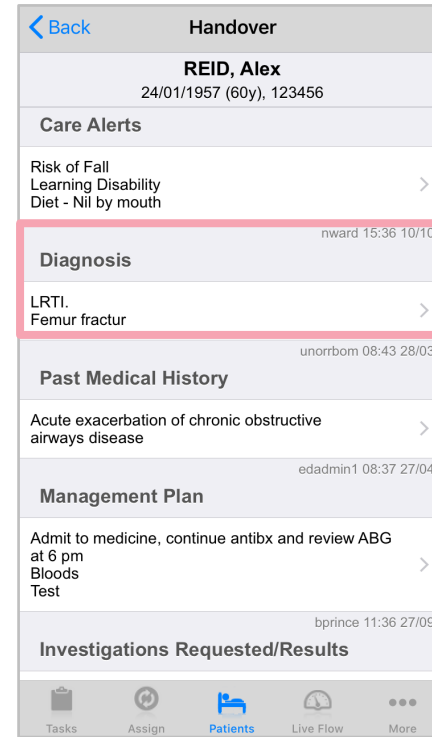 Back
Handover
REID, Alex
24/01/1957 (60y), 123456
Care Alerts
Risk of Fall
Learning Disability
Diet - Nil by mouth
nward 15:36 10/10
Diagnosis
LRTI.
Femur fractur
unorrbom 08:43 28/03
Past Medical History
Acute exacerbation of chronic obstructive
airways disease
edadmin1 08:37 27/04
Management Plan
Admit to medicine, continue antibx and review ABG
at 6 pm
Bloods
Test
bprince 11:36 27/09
Investigations Requested/Results
Tasks
Assign
Patients
Live Flow
More